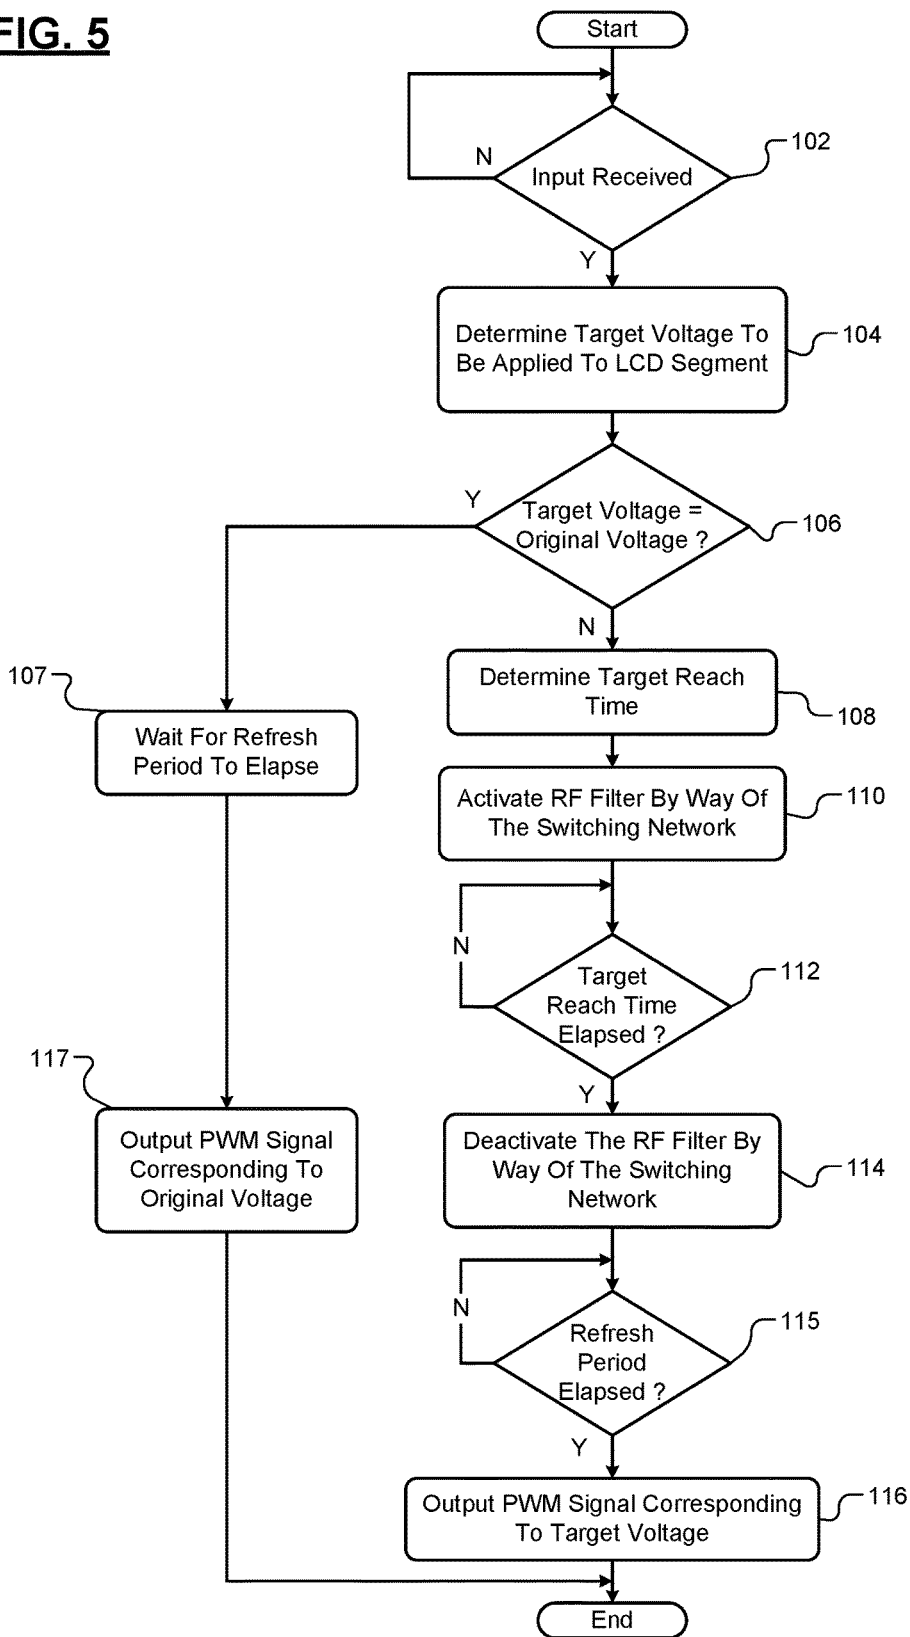 FIG. 5
Start
N
Input Received
102
Y
Determine Target Voltage To
Be Applied To LCD Segment
104
Y
Target Voltage =
Original Voltage ?
106
N
107
Wait For Refresh
Period To Elapse
Determine Target Reach
Time
108
Activate RF Filter By Way Of
The Switching Network
110
N
Target
Reach Time
Elapsed ?
112
Y
117
Output PWM Signal
Corresponding To
Original Voltage
Deactivate The RF Filter By
Way Of The Switching
Network
114
N
Refresh
Period
Elapsed ?
115
Y
Output PWM Signal Corresponding
To Target Voltage
116
End